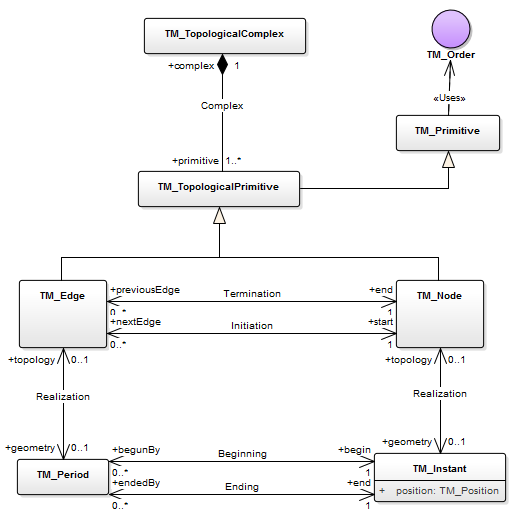 TM_TopologicalComplex
TM_Order
+complex 1
«Uses»
Complex
TM_Primitive
+primitive 1..*
TM_TopologicalPrimitive
TM_Edge
+previousEdge
Termination
+end
TM_Node
0..*
1
+nextEdge
Initiation
+start
0..*
1
+topology 0..1
+topology 0..1
Realization
Realization
+geometry 0..1
+geometry 0..1
TM_Period
+begunBy
Beginning
+begin
TM_Instant
0..*
1
+endedBy
Ending
+end
+ position: TM_Position
0..*
1